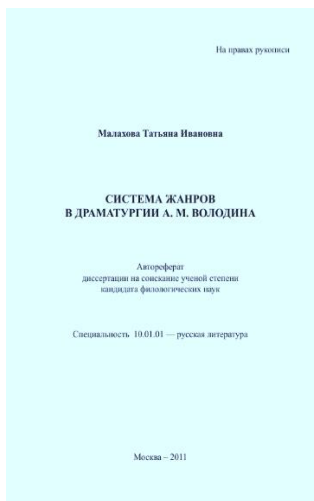 На правах рукописи
Малахова Татьяна Ивановна
СИСТЕМА ЖАНРОВ
В ДРАМАТУРГИИ А. М. ВОЛОДИНА
Автореферат
диссертации на соискание ученой степени
кандидата филологических наук
Специальность 10.01.01 — русская литература
Москва – 2011